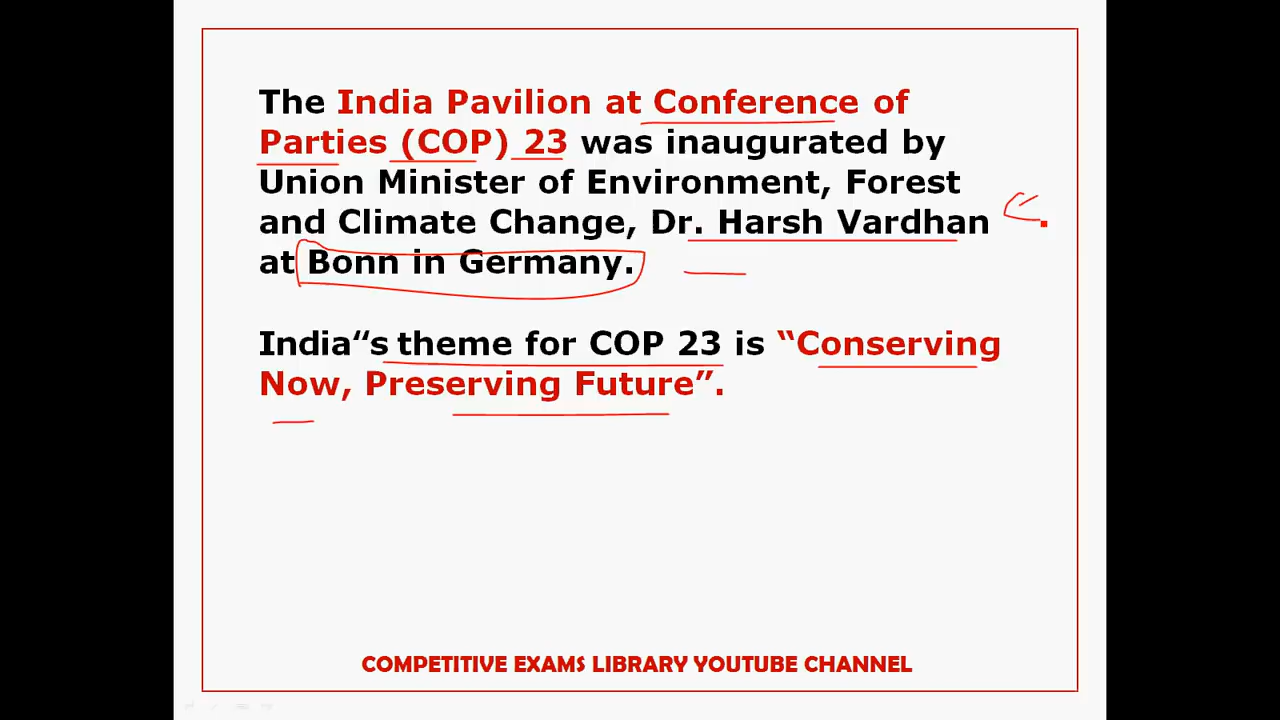 The India Pavilion at Conference of
Parties (COP) 23 was inaugurated by
Union Minister of Environment, Forest
and Climate Change, Dr. Harsh Vardhan
at Bonn in Germany.
India“s theme for COP 23 is “Conserving
Now, Preserving Future”.
COMPETITIVE EXAMS LIBRARY YOUTUBE CHANNEL